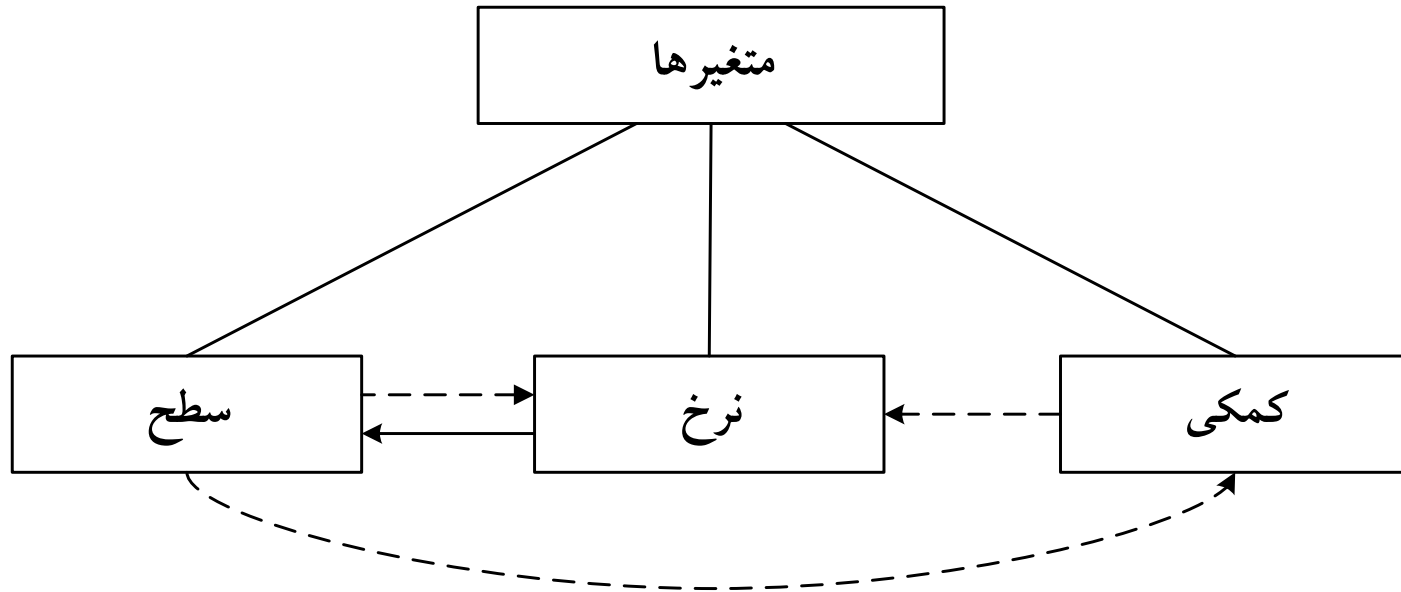 متغیرها
کمکی
نرخ
سطح